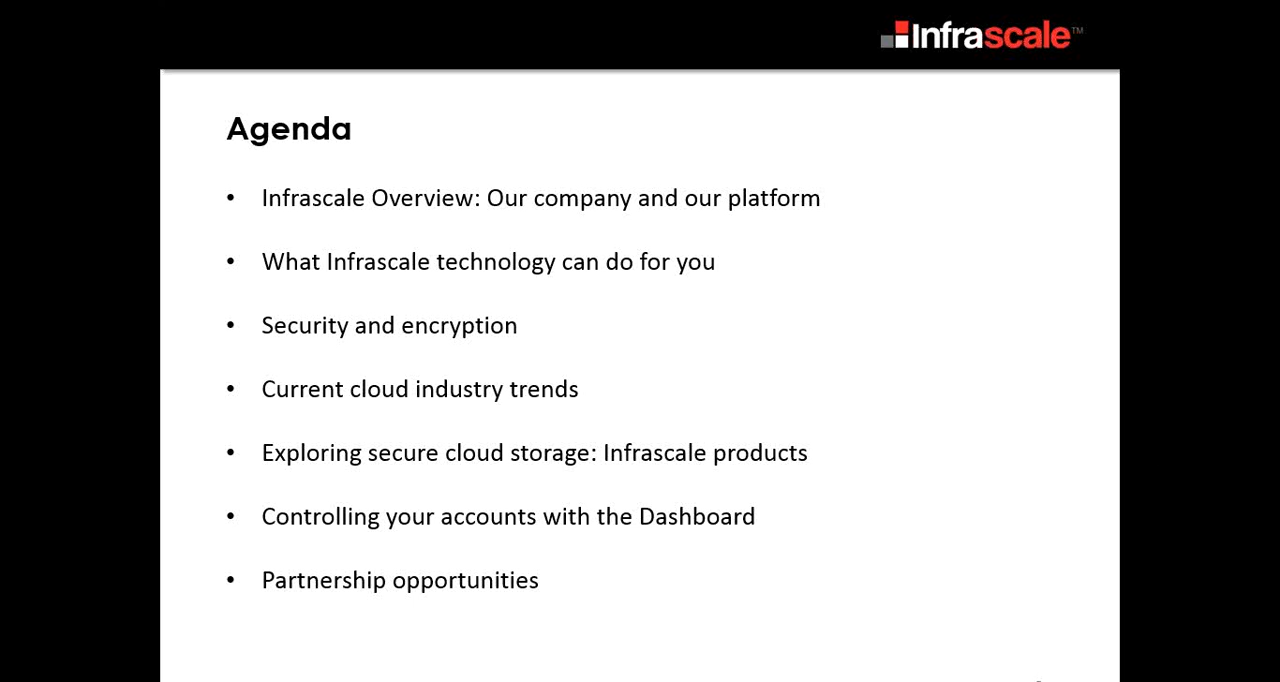 Infrascale™
Agenda
• Infrascale Overview: Our company and our platform
• What Infrascale technology can do for you
• Security and encryption
• Current cloud industry trends
• Exploring secure cloud storage: Infrascale products
• Controlling your accounts with the Dashboard
• Partnership opportunities